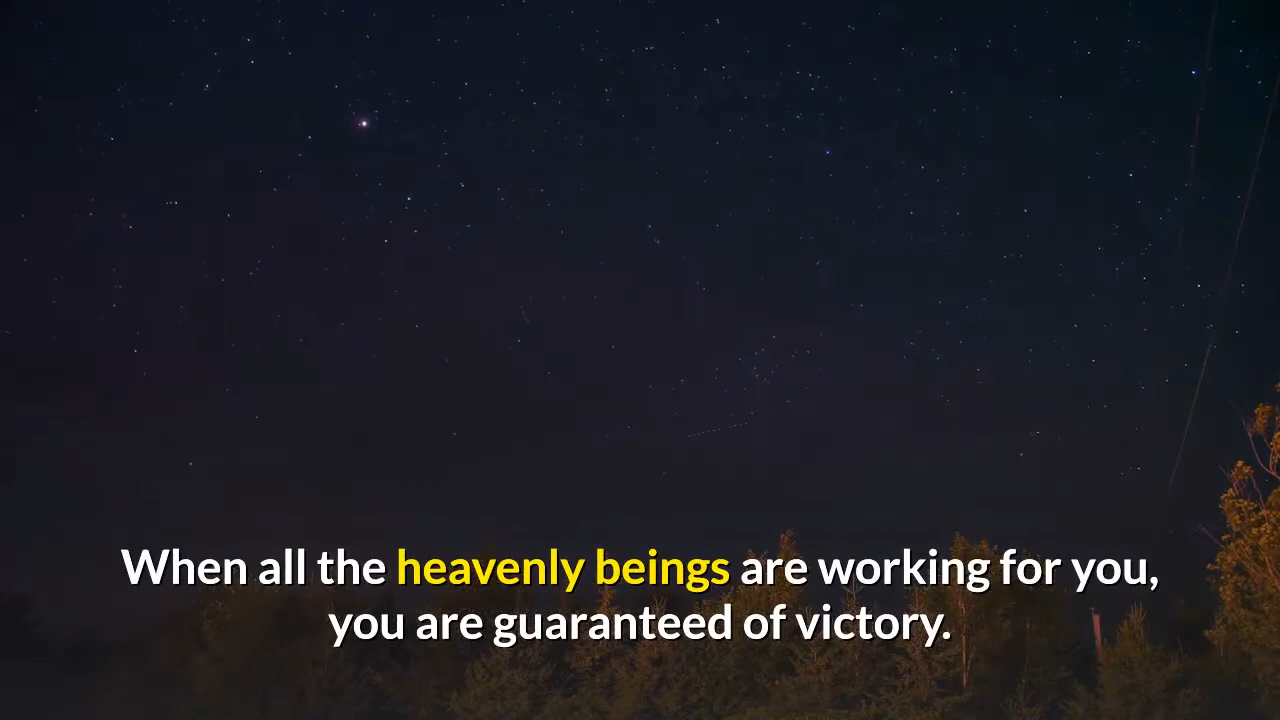 When all the heavenly beings are working for you,
you are guaranteed of victory.